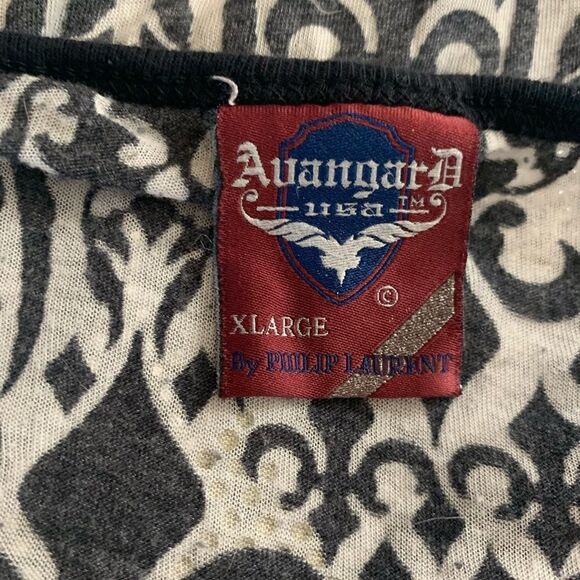 AvangarD
usa TM
©
XLARGE
By PHILIP LAURENT